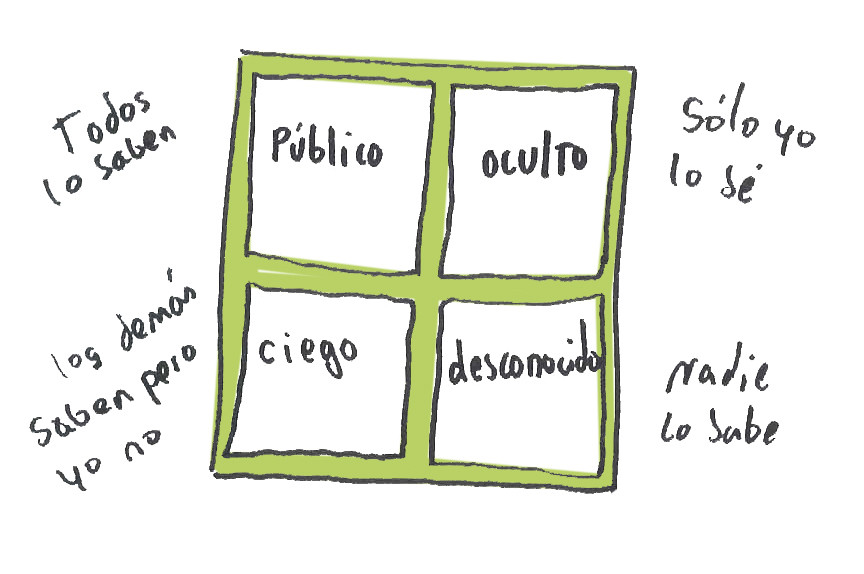 Todos
lo saben
Público
oculto
Sólo yo
lo sé
los demás
saben pero
yo no
ciego
desconocido
Nadie
lo sabe